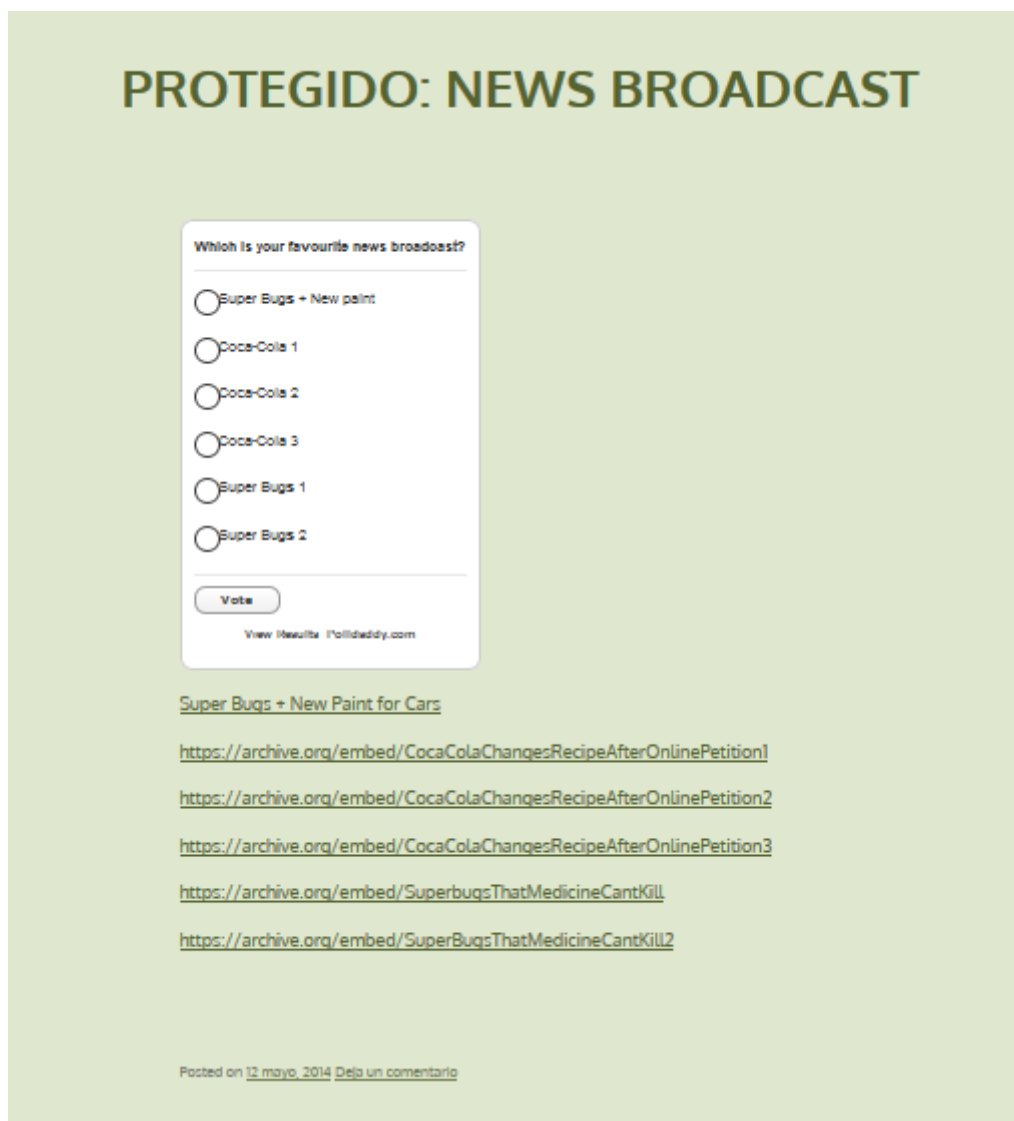 PROTEGIDO: NEWS BROADCAST
Which is your favourite news broadcast?
Super Bugs + New paint
Coca-Cola 1
Coca-Cola 2
Coca-Cola 3
Super Bugs 1
Super Bugs 2
Vote
View Results Polldaddy.com
Super Bugs + New Paint for Cars
https://archive.org/embed/CocaColaChangesRecipeAfterOnlinePetition1
https://archive.org/embed/CocaColaChangesRecipeAfterOnlinePetition2
https://archive.org/embed/CocaColaChangesRecipeAfterOnlinePetition3
https://archive.org/embed/SuperbugsThatMedicineCantKill
https://archive.org/embed/SuperBugsThatMedicineCantKill2
Posted on 12 mayo, 2014 Deja un comentario